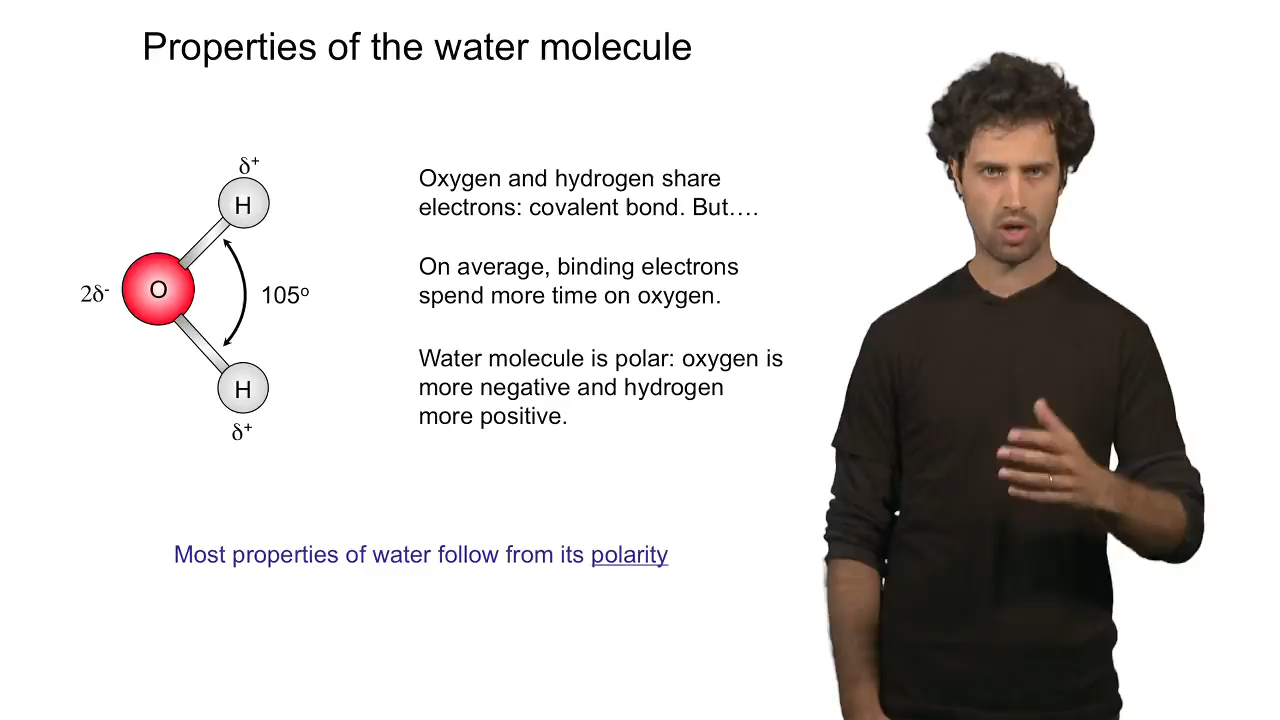 Properties of the water molecule
δ+
H
Oxygen and hydrogen share
electrons: covalent bond. But….
On average, binding electrons
spend more time on oxygen.
2δ-
O
105o
Water molecule is polar: oxygen is
more negative and hydrogen
more positive.
H
δ+
Most properties of water follow from its polarity